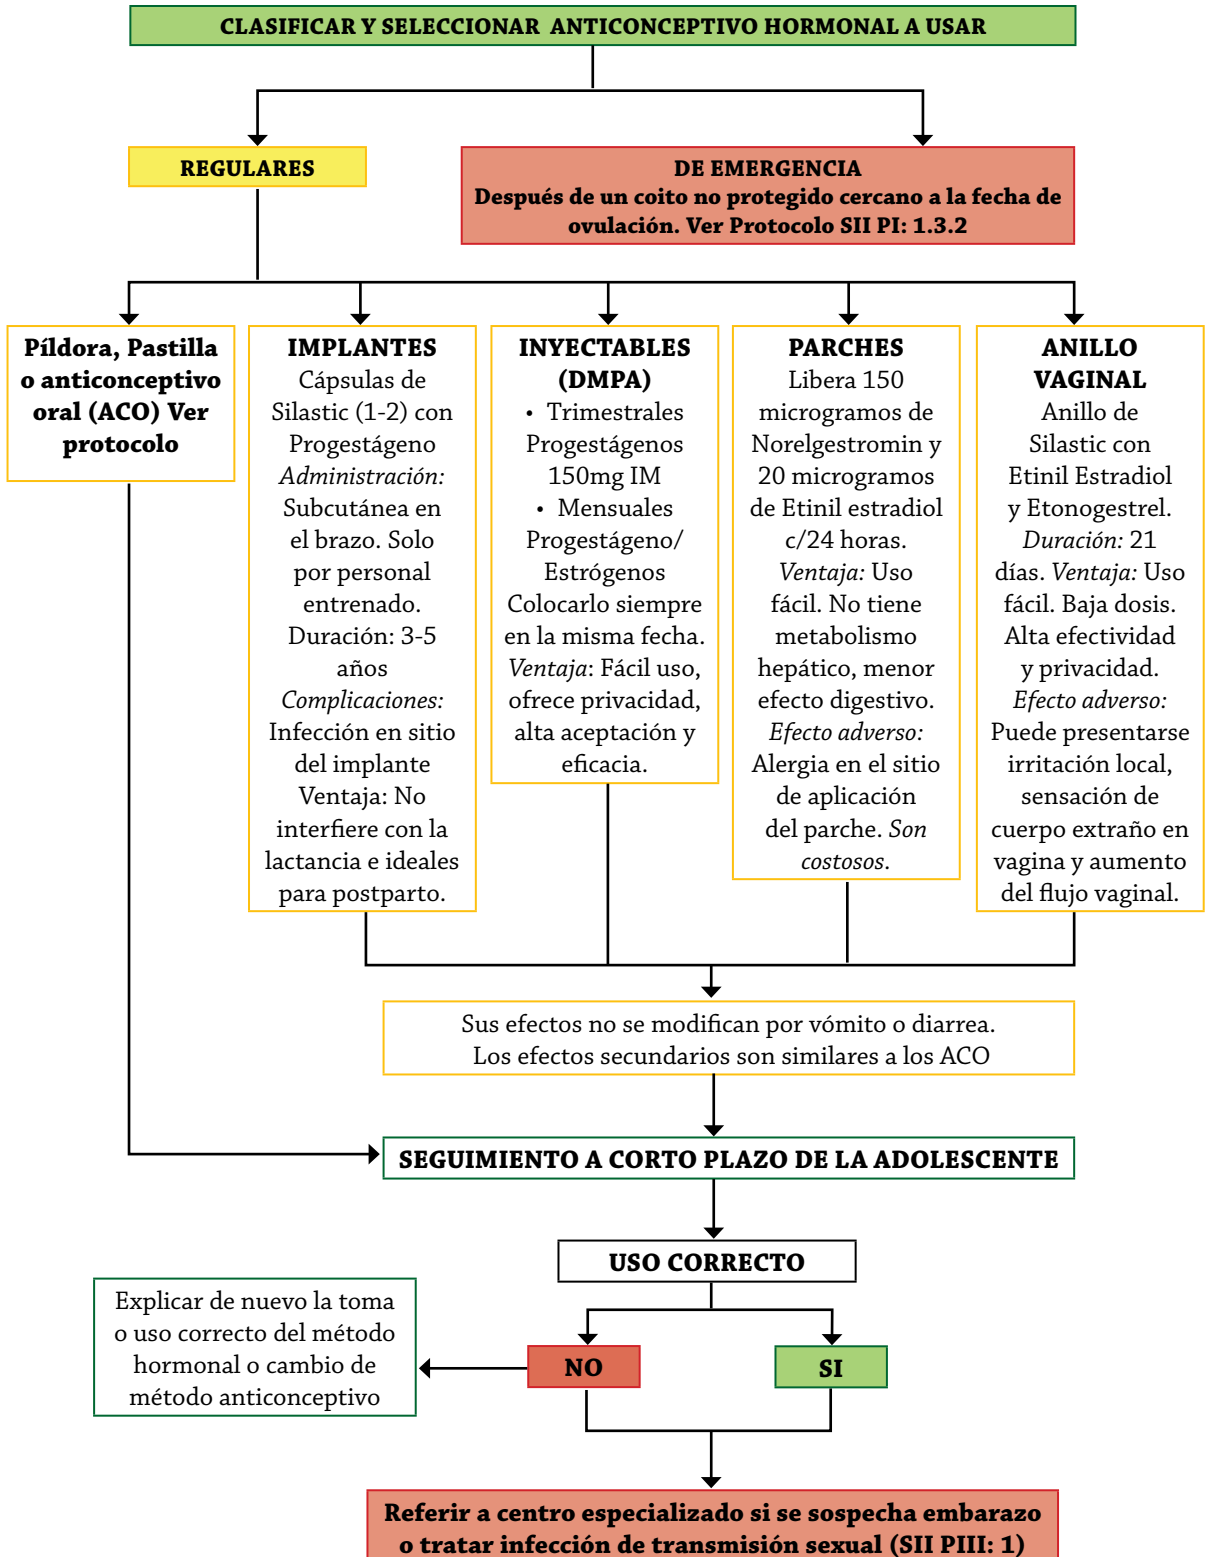 CLASIFICAR Y SELECCIONAR ANTICONCEPTIVO HORMONAL A USAR
REGULARES
DE EMERGENCIA
Después de un coito no protegido cercano a la fecha de
ovulación. Ver Protocolo SII PI: 1.3.2
Píldora, Pastilla
o anticonceptivo
oral (ACO) Ver
protocolo
IMPLANTES
Cápsulas de
Silastic (1-2) con
Progestágeno
Administración:
Subcutánea en
el brazo. Solo
por personal
entrenado.
Duración: 3-5
años
Complicaciones:
Infección en sitio
del implante
Ventaja: No
interfiere con la
lactancia e ideales
para postparto.
INYECTABLES
(DMPA)
• Trimestrales
Progestágenos
150mg IM
• Mensuales
Progestágeno/
Estrógenos
Colocarlo siempre
en la misma fecha.
Ventaja: Fácil uso,
ofrece privacidad,
alta aceptación y
eficacia.
PARCHES
Libera 150
microgramos de
Norelgestromin y
20 microgramos
de Etinil estradiol
c/24 horas.
Ventaja: Uso
fácil. No tiene
metabolismo
hepático, menor
efecto digestivo.
Efecto adverso:
Alergia en el sitio
de aplicación
del parche. Son
costosos.
ANILLO
VAGINAL
Anillo de
Silastic con
Etinil Estradiol
y Etonogestrel.
Duración: 21
días. Ventaja: Uso
fácil. Baja dosis.
Alta efectividad
y privacidad.
Efecto adverso:
Puede presentarse
irritación local,
sensación de
cuerpo extraño en
vagina y aumento
del flujo vaginal.
Sus efectos no se modifican por vómito o diarrea.
Los efectos secundarios son similares a los ACO
SEGUIMIENTO A CORTO PLAZO DE LA ADOLESCENTE
USO CORRECTO
Explicar de nuevo la toma
o uso correcto del método
hormonal o cambio de
método anticonceptivo
NO
SI
Referir a centro especializado si se sospecha embarazo
o tratar infección de transmisión sexual (SII PIII: 1)